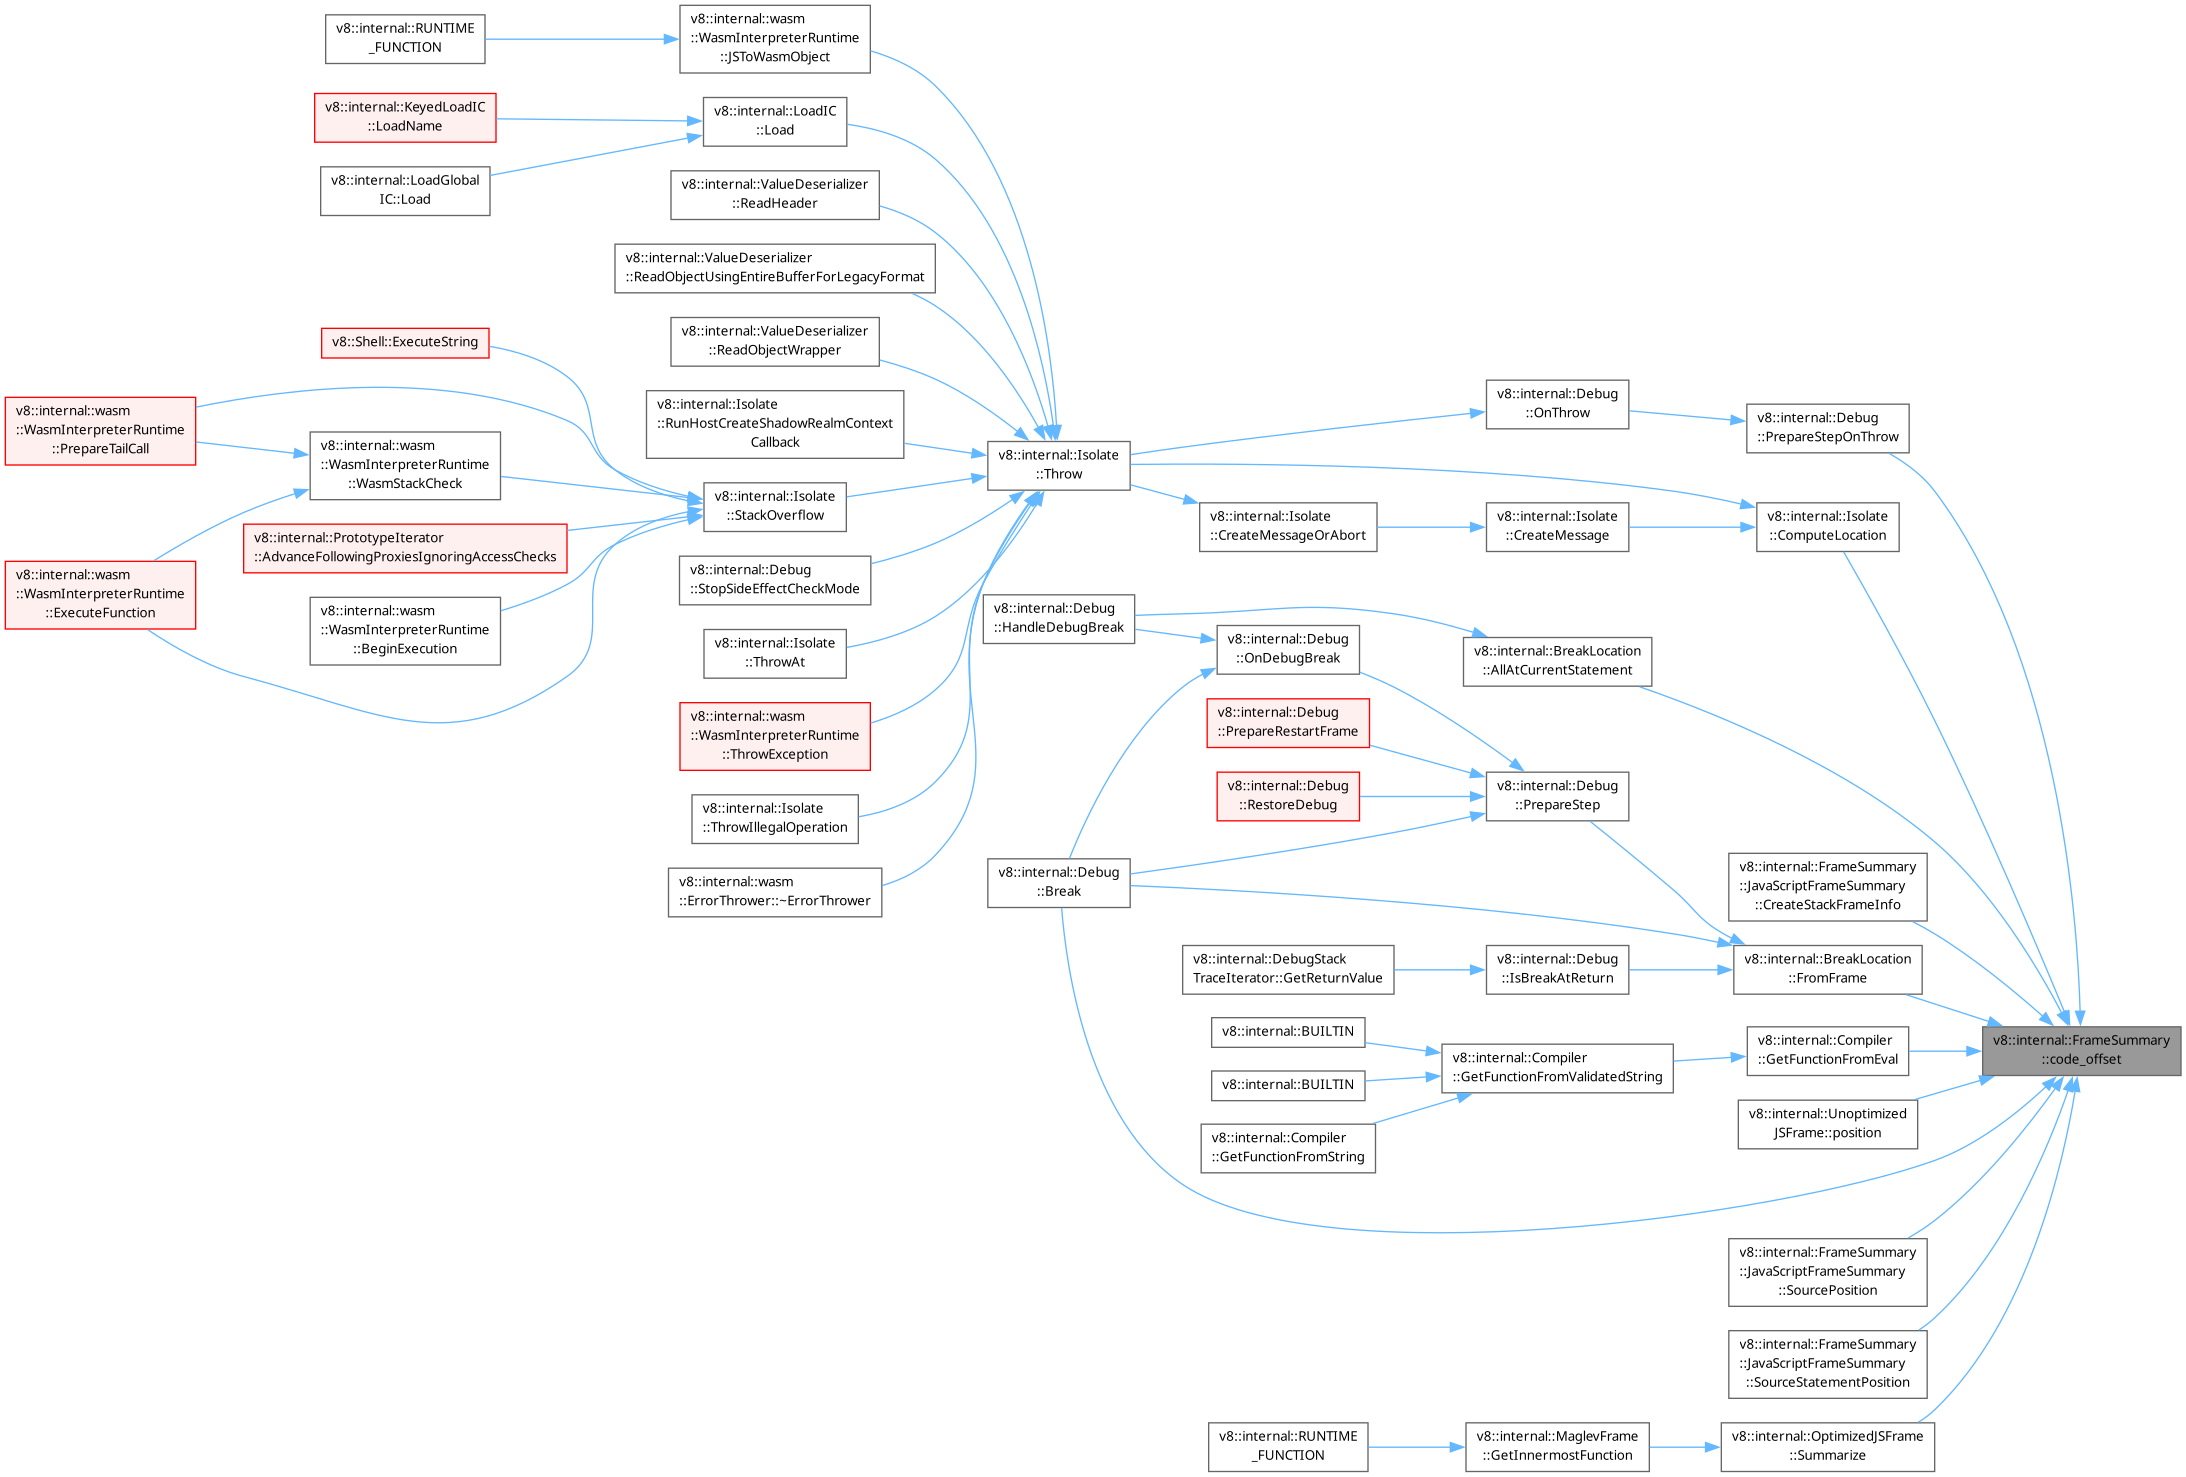 v8::internal::RUNTIME
_FUNCTION
v8::internal::wasm
::WasmInterpreterRuntime
::JSToWasmObject
v8::internal::KeyedLoadIC
::LoadName
v8::internal::LoadIC
::Load
v8::internal::LoadGlobal
IC::Load
v8::internal::ValueDeserializer
::ReadHeader
v8::internal::ValueDeserializer
::ReadObjectUsingEntireBufferForLegacyFormat
v8::internal::ValueDeserializer
::ReadObjectWrapper
v8::Shell::ExecuteString
v8::internal::wasm
::WasmInterpreterRuntime
::PrepareTailCall
v8::internal::wasm
::WasmInterpreterRuntime
::WasmStackCheck
v8::internal::Isolate
::RunHostCreateShadowRealmContext
Callback
v8::internal::Isolate
::Throw
v8::internal::Debug
::OnThrow
v8::internal::Debug
::PrepareStepOnThrow
v8::internal::Isolate
::StackOverflow
v8::internal::Isolate
::CreateMessageOrAbort
v8::internal::Isolate
::CreateMessage
v8::internal::Isolate
::ComputeLocation
v8::internal::PrototypeIterator
::AdvanceFollowingProxiesIgnoringAccessChecks
v8::internal::wasm
::WasmInterpreterRuntime
::ExecuteFunction
v8::internal::wasm
::WasmInterpreterRuntime
::BeginExecution
v8::internal::Debug
::StopSideEffectCheckMode
v8::internal::Debug
::HandleDebugBreak
v8::internal::Isolate
::ThrowAt
v8::internal::Debug
::OnDebugBreak
v8::internal::BreakLocation
::AllAtCurrentStatement
v8::internal::wasm
::WasmInterpreterRuntime
::ThrowException
v8::internal::Debug
::PrepareRestartFrame
v8::internal::Debug
::RestoreDebug
v8::internal::Debug
::PrepareStep
v8::internal::Isolate
::ThrowIllegalOperation
v8::internal::wasm
::ErrorThrower::~ErrorThrower
v8::internal::Debug
::Break
v8::internal::FrameSummary
::JavaScriptFrameSummary
::CreateStackFrameInfo
v8::internal::DebugStack
TraceIterator::GetReturnValue
v8::internal::Debug
::IsBreakAtReturn
v8::internal::BreakLocation
::FromFrame
v8::internal::BUILTIN
v8::internal::BUILTIN
v8::internal::Compiler
::GetFunctionFromValidatedString
v8::internal::Compiler
::GetFunctionFromEval
v8::internal::FrameSummary
::code_offset
v8::internal::Compiler
::GetFunctionFromString
v8::internal::Unoptimized
JSFrame::position
v8::internal::FrameSummary
::JavaScriptFrameSummary
::SourcePosition
v8::internal::FrameSummary
::JavaScriptFrameSummary
::SourceStatementPosition
v8::internal::RUNTIME
_FUNCTION
v8::internal::MaglevFrame
::GetInnermostFunction
v8::internal::OptimizedJSFrame
::Summarize